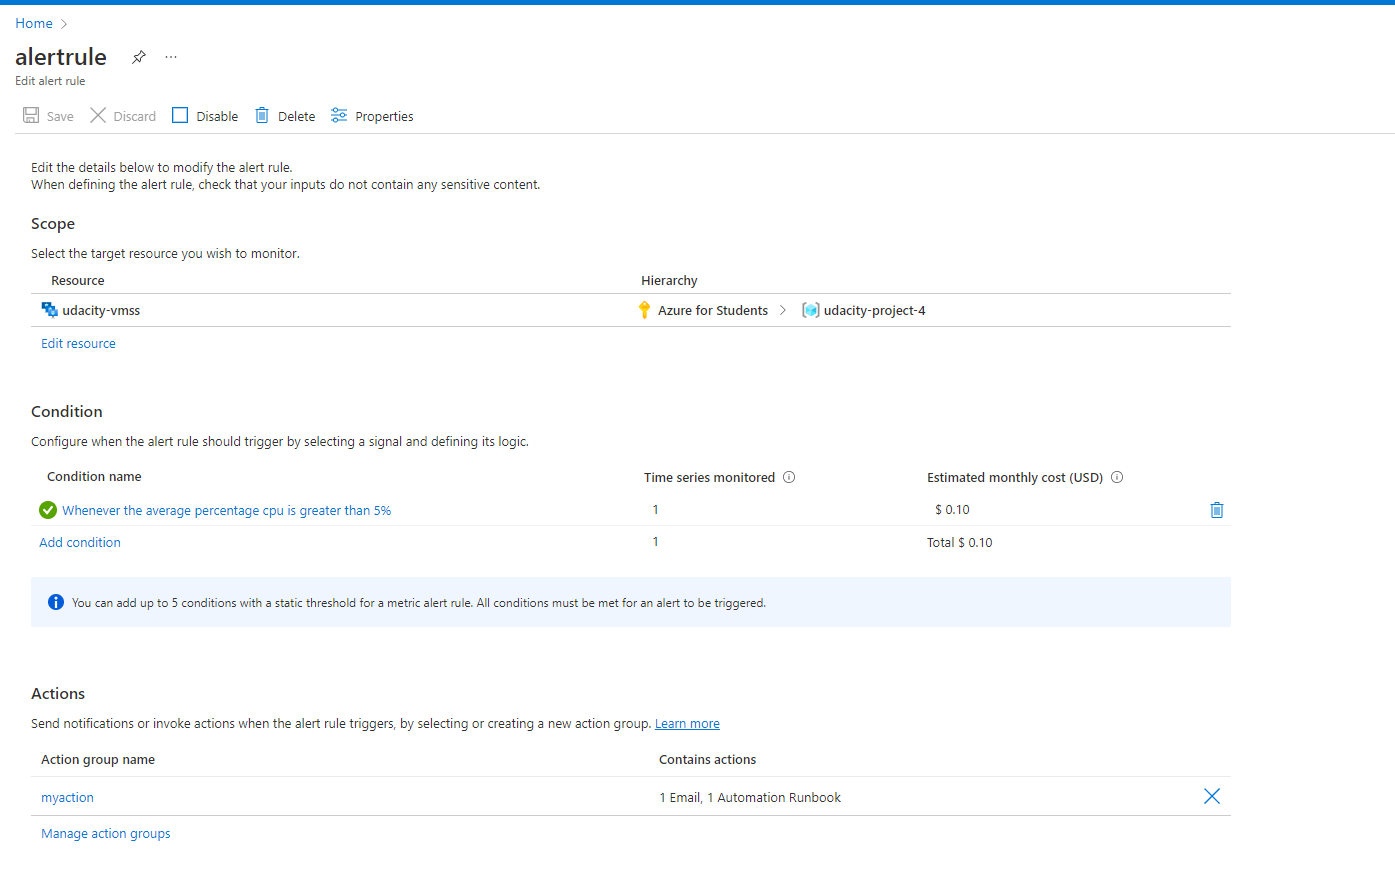 Home
alertrule
Edit alert rule
Save Discard Disable Delete Properties
Edit the details below to modify the alert rule.
When defining the alert rule, check that your inputs do not contain any sensitive content.
Scope
Select the target resource you wish to monitor.
Resource Hierarchy
udacity-vmss Azure for Students > udacity-project-4
Edit resource
Condition
Configure when the alert rule should trigger by selecting a signal and defining its logic.
Condition name Time series monitored Estimated monthly cost (USD)
Whenever the average percentage cpu is greater than 5% 1 $ 0.10
Add condition 1 Total $ 0.10
You can add up to 5 conditions with a static threshold for a metric alert rule. All conditions must be met for an alert to be triggered.
Actions
Send notifications or invoke actions when the alert rule triggers, by selecting or creating a new action group. Learn more
Action group name Contains actions
myaction 1 Email, 1 Automation Runbook
Manage action groups